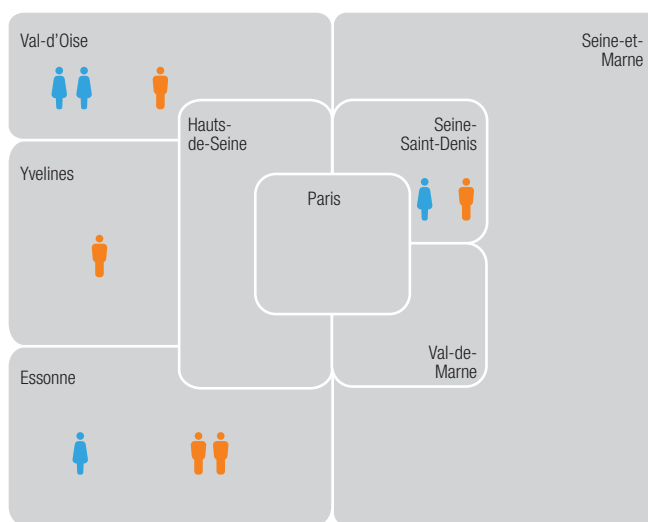 Val-d’Oise
Seine-et-
Marne
Hauts-
de-Seine
Seine-
Saint-Denis
Yvelines
Paris
Val-de-
Marne
Essonne